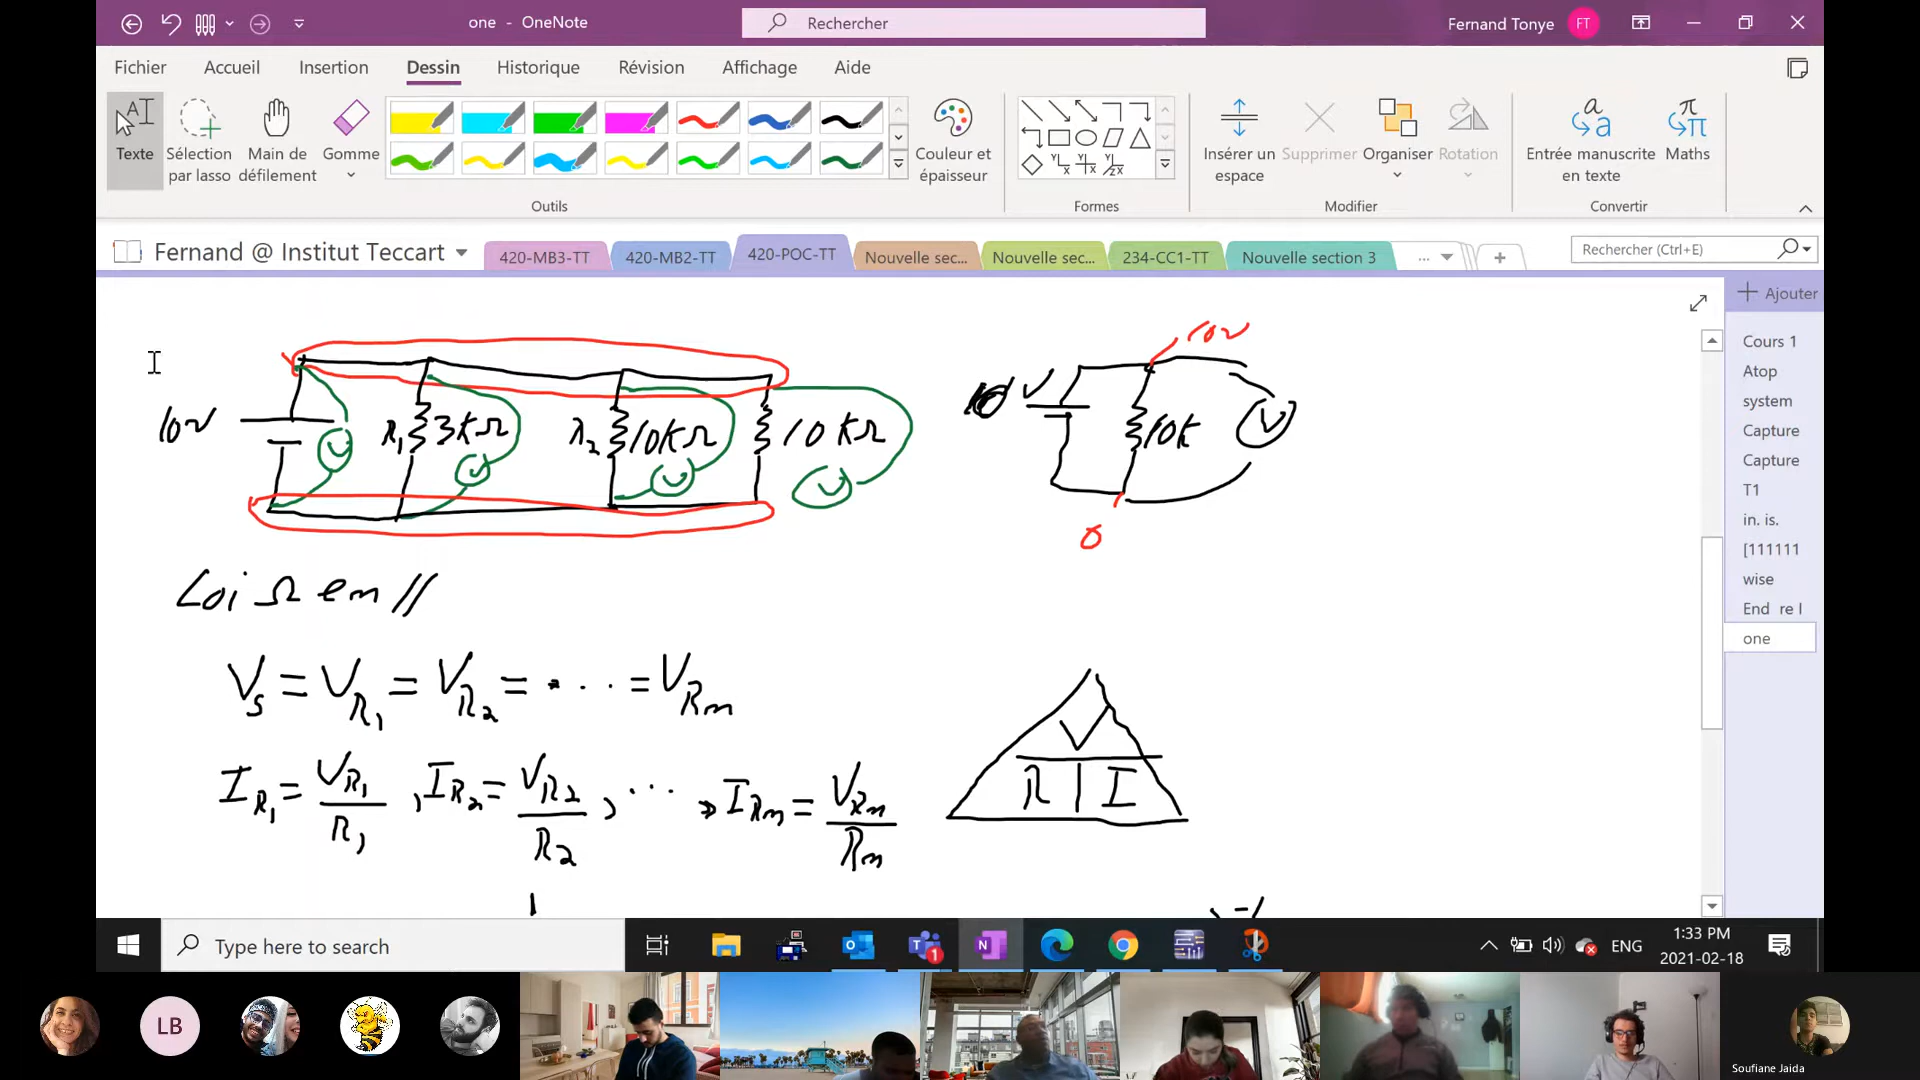 one - OneNote
Rechercher
Fernand Tonye
FT
Fichier
Accueil
Insertion
Dessin
Historique
Révision
Affichage
Aide
Texte
Sélection par lasso
Main de défilement
Gomme
Couleur et épaisseur
Insérer un espace
Supprimer
Organiser
Rotation
Entrée manuscrite en texte
Maths
Outils
Formes
Modifier
Convertir
Fernand @ Institut Teccart
420-MB3-TT
420-MB2-TT
420-POC-TT
Nouvelle sec...
Nouvelle sec...
234-CC1-TT
Nouvelle section 3
...
Rechercher (Ctrl+E)
Ajouter
Cours 1
Atop
system
Capture
Capture
T1
in. is.
[111111
wise
End re l
one
10V
V
R1 3kΩ
V
R2 10kΩ
V
10kΩ
V
10V
V
10k
V
0
Loi Ω en //
Vs = VR1 = VR2 = .... = VRn
IR1 = VR1/R1 , IR2 = VR2/R2 , ... , IRn = VRn/Rn
V
R | I
Type here to search
1
ENG
1:33 PM
2021-02-18
LB
Soufiane Jaida